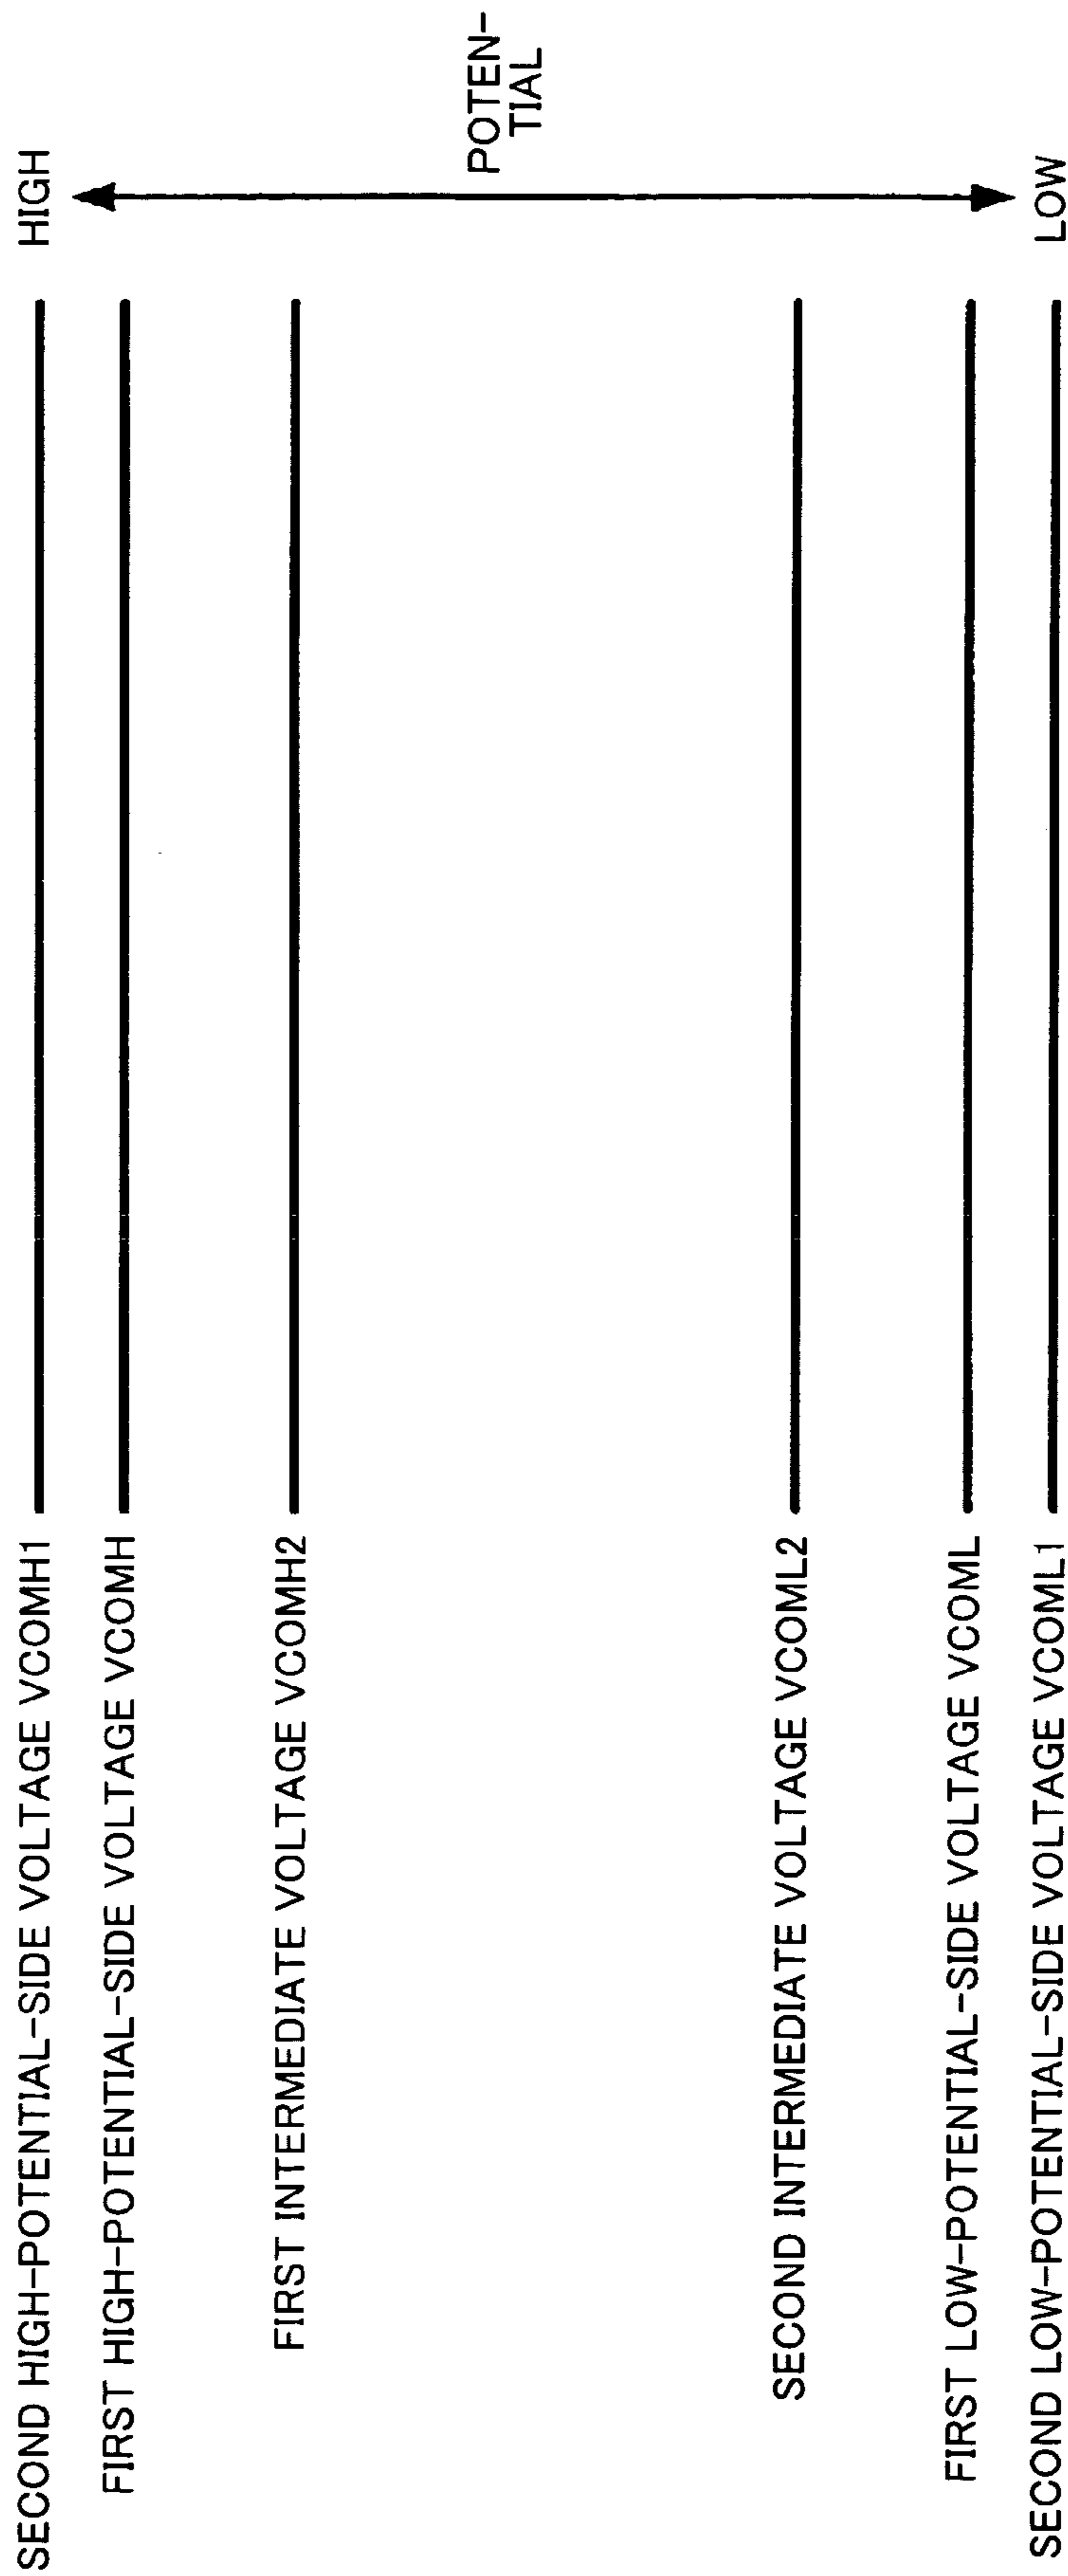 SECOND HIGH-POTENTIAL-SIDE VOLTAGE VCOMH1
HIGH
FIRST HIGH-POTENTIAL-SIDE VOLTAGE VCOMH
FIRST INTERMEDIATE VOLTAGE VCOMH2
POTEN-
TIAL
SECOND INTERMEDIATE VOLTAGE VCOML2
FIRST LOW-POTENTIAL-SIDE VOLTAGE VCOML
SECOND LOW-POTENTIAL-SIDE VOLTAGE VCOML1
LOW